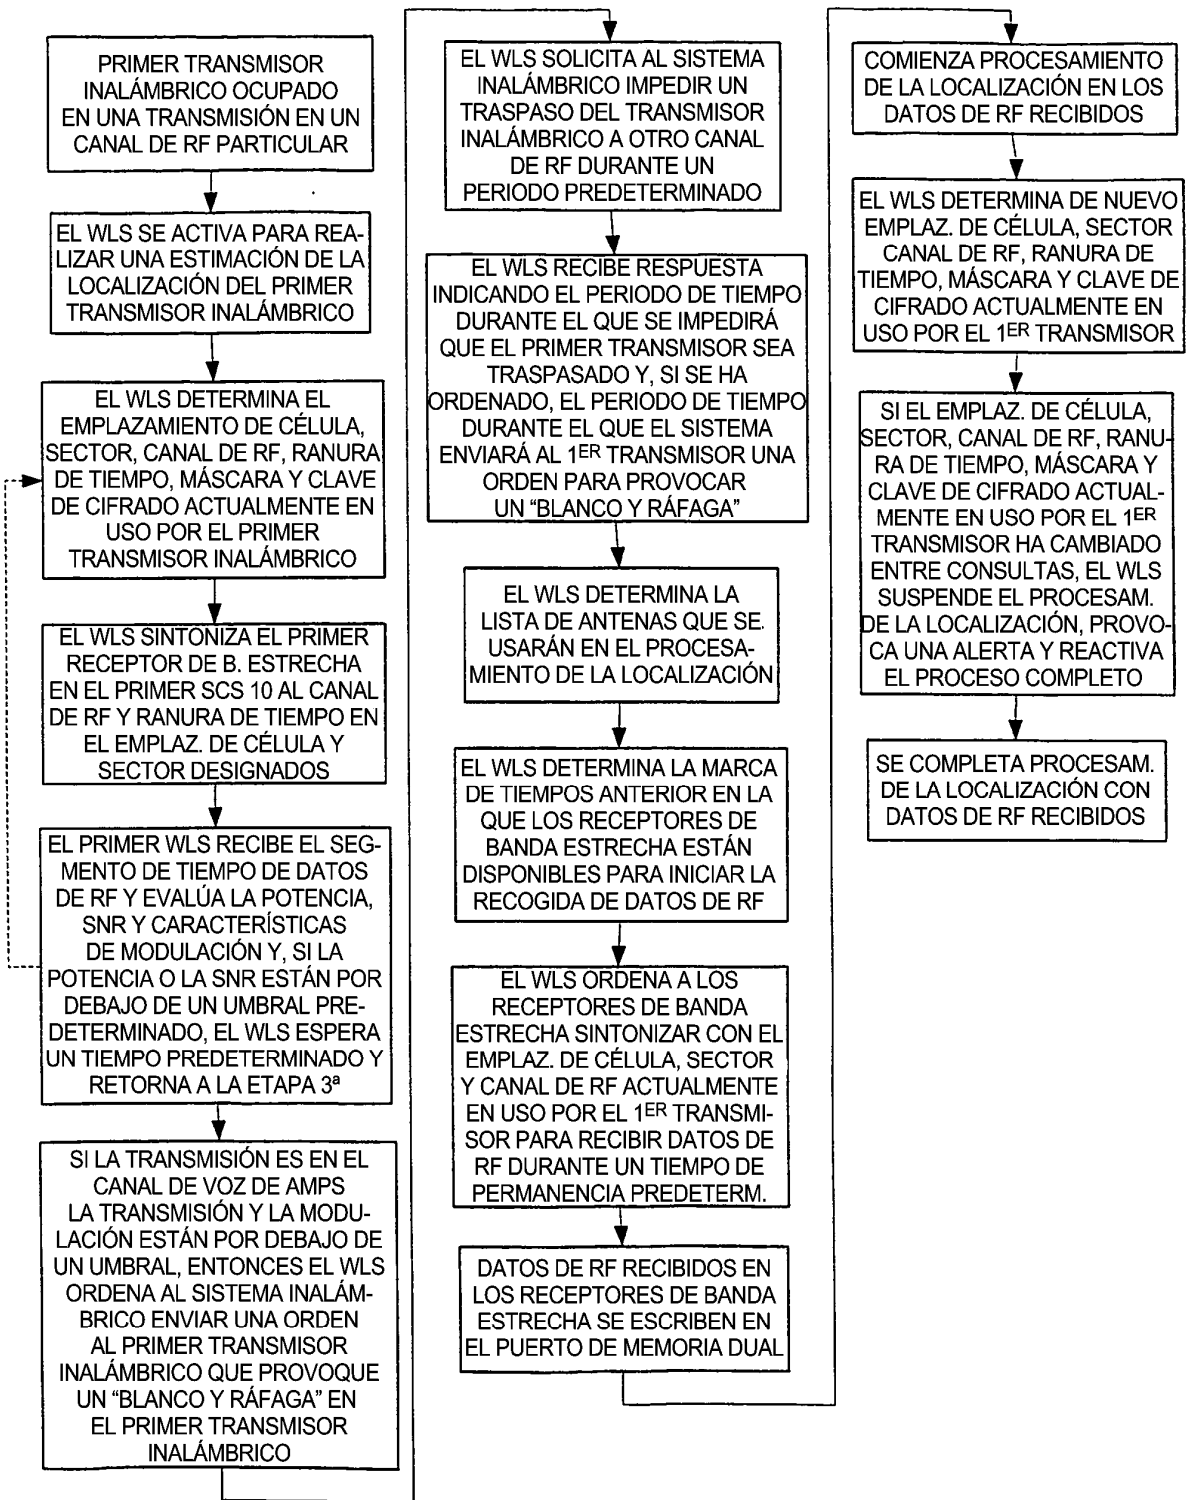 PRIMER TRANSMISOR
INALÁMBRICO OCUPADO
EN UNA TRANSMISIÓN EN UN
CANAL DE RF PARTICULAR
EL WLS SE ACTIVA PARA REA-
LIZAR UNA ESTIMACIÓN DE LA
LOCALIZACIÓN DEL PRIMER
TRANSMISOR INALÁMBRICO
EL WLS DETERMINA EL
EMPLAZAMIENTO DE CÉLULA,
SECTOR, CANAL DE RF, RANURA
DE TIEMPO, MÁSCARA Y CLAVE
DE CIFRADO ACTUALMENTE EN
USO POR EL PRIMER
TRANSMISOR INALÁMBRICO
EL WLS SINTONIZA EL PRIMER
RECEPTOR DE B. ESTRECHA
EN EL PRIMER SCS 10 AL CANAL
DE RF Y RANURA DE TIEMPO EN
EL EMPLAZ. DE CÉLULA Y
SECTOR DESIGNADOS
EL PRIMER WLS RECIBE EL SEG-
MENTO DE TIEMPO DE DATOS
DE RF Y EVALÚA LA POTENCIA,
SNR Y CARACTERÍSTICAS
DE MODULACIÓN Y, SI LA
POTENCIA O LA SNR ESTÁN POR
DEBAJO DE UN UMBRAL PRE-
DETERMINADO, EL WLS ESPERA
UN TIEMPO PREDETERMINADO Y
RETORNA A LA ETAPA 3ª
SI LA TRANSMISIÓN ES EN EL
CANAL DE VOZ DE AMPS
LA TRANSMISIÓN Y LA MODU-
LACIÓN ESTÁN POR DEBAJO DE
UN UMBRAL, ENTONCES EL WLS
ORDENA AL SISTEMA INALÁM-
BRICO ENVIAR UNA ORDEN
AL PRIMER TRANSMISOR
INALÁMBRICO QUE PROVOQUE
UN “BLANCO Y RÁFAGA” EN
EL PRIMER TRANSMISOR
INALÁMBRICO
EL WLS SOLICITA AL SISTEMA
INALÁMBRICO IMPEDIR UN
TRASPASO DEL TRANSMISOR
INALÁMBRICO A OTRO CANAL
DE RF DURANTE UN
PERIODO PREDETERMINADO
EL WLS RECIBE RESPUESTA
INDICANDO EL PERIODO DE TIEMPO
DURANTE EL QUE SE IMPEDIRÁ
QUE EL PRIMER TRANSMISOR SEA
TRASPASADO Y, SI SE HA
ORDENADO, EL PERIODO DE TIEMPO
DURANTE EL QUE EL SISTEMA
ENVIARÁ AL 1ER TRANSMISOR UNA
ORDEN PARA PROVOCAR
UN “BLANCO Y RÁFAGA”
EL WLS DETERMINA LA
LISTA DE ANTENAS QUE SE.
USARÁN EN EL PROCESA-
MIENTO DE LA LOCALIZACIÓN
EL WLS DETERMINA LA MARCA
DE TIEMPOS ANTERIOR EN LA
QUE LOS RECEPTORES DE
BANDA ESTRECHA ESTÁN
DISPONIBLES PARA INICIAR LA
RECOGIDA DE DATOS DE RF
EL WLS ORDENA A LOS
RECEPTORES DE BANDA
ESTRECHA SINTONIZAR CON EL
EMPLAZ. DE CÉLULA, SECTOR
Y CANAL DE RF ACTUALMENTE
EN USO POR EL 1ER TRANSMI-
SOR PARA RECIBIR DATOS DE
RF DURANTE UN TIEMPO DE
PERMANENCIA PREDETERM.
DATOS DE RF RECIBIDOS EN
LOS RECEPTORES DE BANDA
ESTRECHA SE ESCRIBEN EN
EL PUERTO DE MEMORIA DUAL
COMIENZA PROCESAMIENTO
DE LA LOCALIZACIÓN EN LOS
DATOS DE RF RECIBIDOS
EL WLS DETERMINA DE NUEVO
EMPLAZ. DE CÉLULA, SECTOR
CANAL DE RF, RANURA DE
TIEMPO, MÁSCARA Y CLAVE DE
CIFRADO ACTUALMENTE EN
USO POR EL 1ER TRANSMISOR
SI EL EMPLAZ. DE CÉLULA,
SECTOR, CANAL DE RF, RANU-
RA DE TIEMPO, MÁSCARA Y
CLAVE DE CIFRADO ACTUAL-
MENTE EN USO POR EL 1ER
TRANSMISOR HA CAMBIADO
ENTRE CONSULTAS, EL WLS
SUSPENDE EL PROCESAM.
DE LA LOCALIZACIÓN, PROVO-
CA UNA ALERTA Y REACTIVA
EL PROCESO COMPLETO
SE COMPLETA PROCESAM.
DE LA LOCALIZACIÓN CON
DATOS DE RF RECIBIDOS